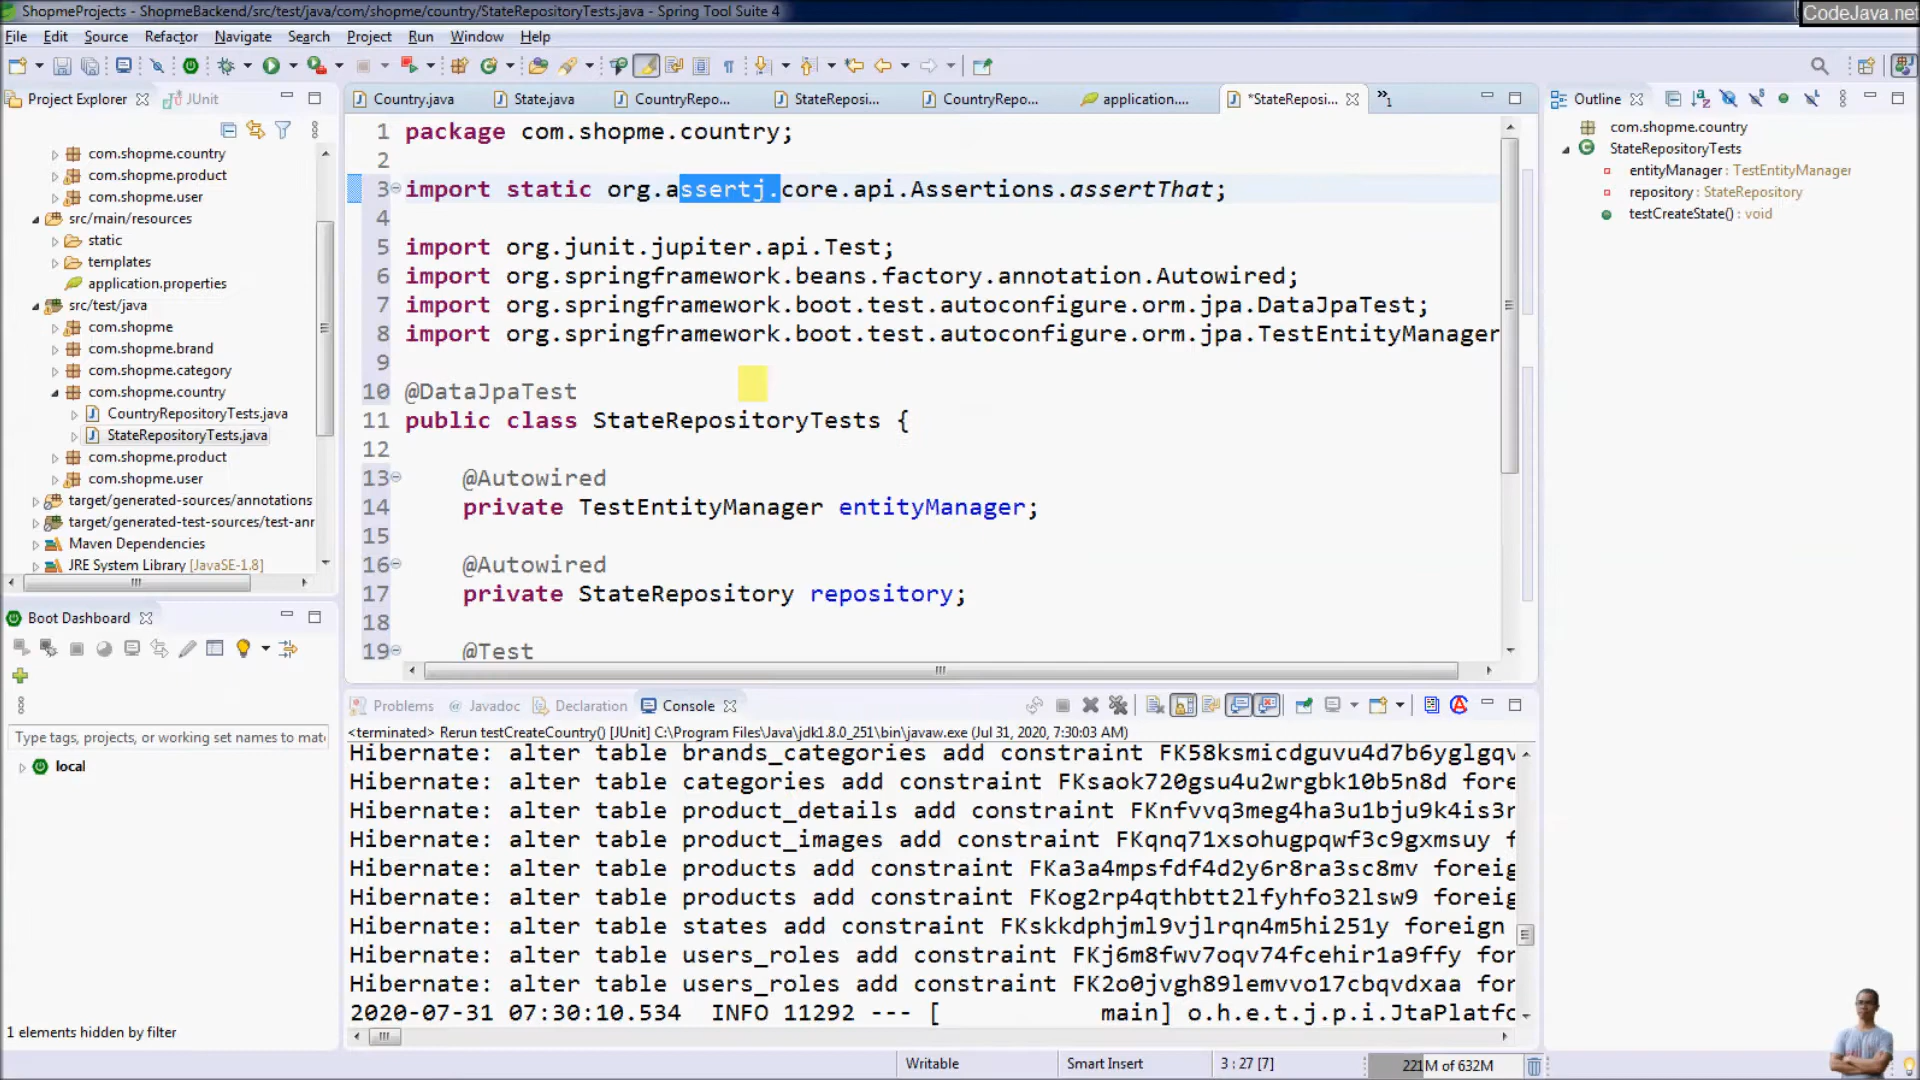 ShopmeProjects - ShopmeBackend/src/test/java/com/shopme/country/StateRepositoryTests.java - Spring Tool Suite 4
CodeJava.net
File Edit Source Refactor Navigate Search Project Run Window Help
Project Explorer JUnit
com.shopme.country
com.shopme.product
com.shopme.user
src/main/resources
static
templates
application.properties
src/test/java
com.shopme
com.shopme.brand
com.shopme.category
com.shopme.country
CountryRepositoryTests.java
StateRepositoryTests.java
com.shopme.product
com.shopme.user
target/generated-sources/annotations
target/generated-test-sources/test-anr
Maven Dependencies
JRE System Library [JavaSE-1.8]
Boot Dashboard
Type tags, projects, or working set names to mate
local
1 elements hidden by filter
Country.java State.java CountryRepo... StateReposi... CountryRepo... application.... *StateReposi... 1
1 package com.shopme.country;
2
3 import static org.assertj.core.api.Assertions.assertThat;
4
5 import org.junit.jupiter.api.Test;
6 import org.springframework.beans.factory.annotation.Autowired;
7 import org.springframework.boot.test.autoconfigure.orm.jpa.DataJpaTest;
8 import org.springframework.boot.test.autoconfigure.orm.jpa.TestEntityManager
9
10 @DataJpaTest
11 public class StateRepositoryTests {
12
13 @Autowired
14 private TestEntityManager entityManager;
15
16 @Autowired
17 private StateRepository repository;
18
19 @Test
Outline
com.shopme.country
StateRepositoryTests
entityManager : TestEntityManager
repository : StateRepository
testCreateState() : void
Problems @ Javadoc Declaration Console
<terminated> Rerun testCreateCountry() [JUnit] C:\Program Files\Java\jdk1.8.0_251\bin\javaw.exe (Jul 31, 2020, 7:30:03 AM)
Hibernate: alter table brands_categories add constraint FK58ksmicdguvu4d7b6yglgqv
Hibernate: alter table categories add constraint FKsaok720gsu4u2wrgbk10b5n8d fore
Hibernate: alter table product_details add constraint FKnfvvq3meg4ha3u1bju9k4is3r
Hibernate: alter table product_images add constraint FKqnq71xsohugpqwf3c9gxmsuy f
Hibernate: alter table products add constraint FKa3a4mpsfdf4d2y6r8ra3sc8mv foreig
Hibernate: alter table products add constraint FKog2rp4qthbtt2lfyhfo32lsw9 foreig
Hibernate: alter table states add constraint FKskkdphjml9vjlrqn4m5hi251y foreign
Hibernate: alter table users_roles add constraint FKj6m8fwv7oqv74fcehir1a9ffy for
Hibernate: alter table users_roles add constraint FK2o0jvgh89lemvvo17cbqvdxaa for
2020-07-31 07:30:10.534 INFO 11292 --- [ main] o.h.e.t.j.p.i.JtaPlatfo
Writable Smart Insert 3 : 27 [7] 221M of 632M